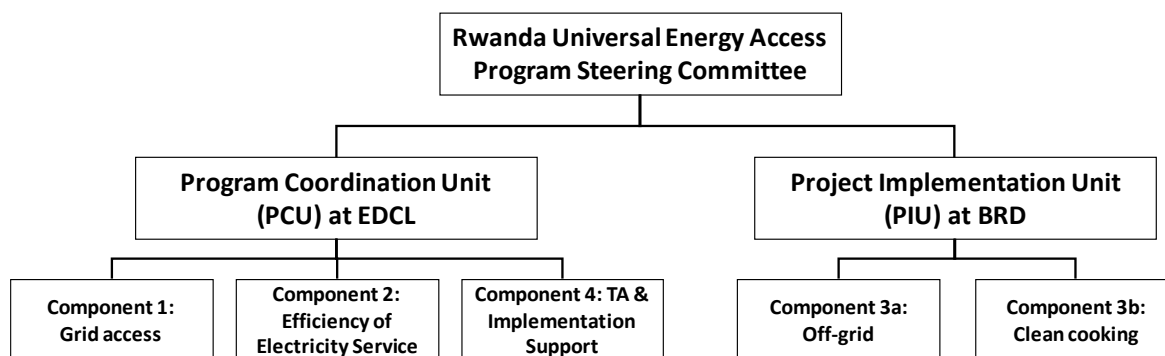 Rwanda Universal Energy Access
Program Steering Committee
Program Coordination Unit
(PCU) at EDCL
Project Implementation Unit
(PIU) at BRD
Component 1:
Grid access
Component 2:
Efficiency of
Electricity Service
Component 4: TA &
Implementation
Support
Component 3a:
Off-grid
Component 3b:
Clean cooking